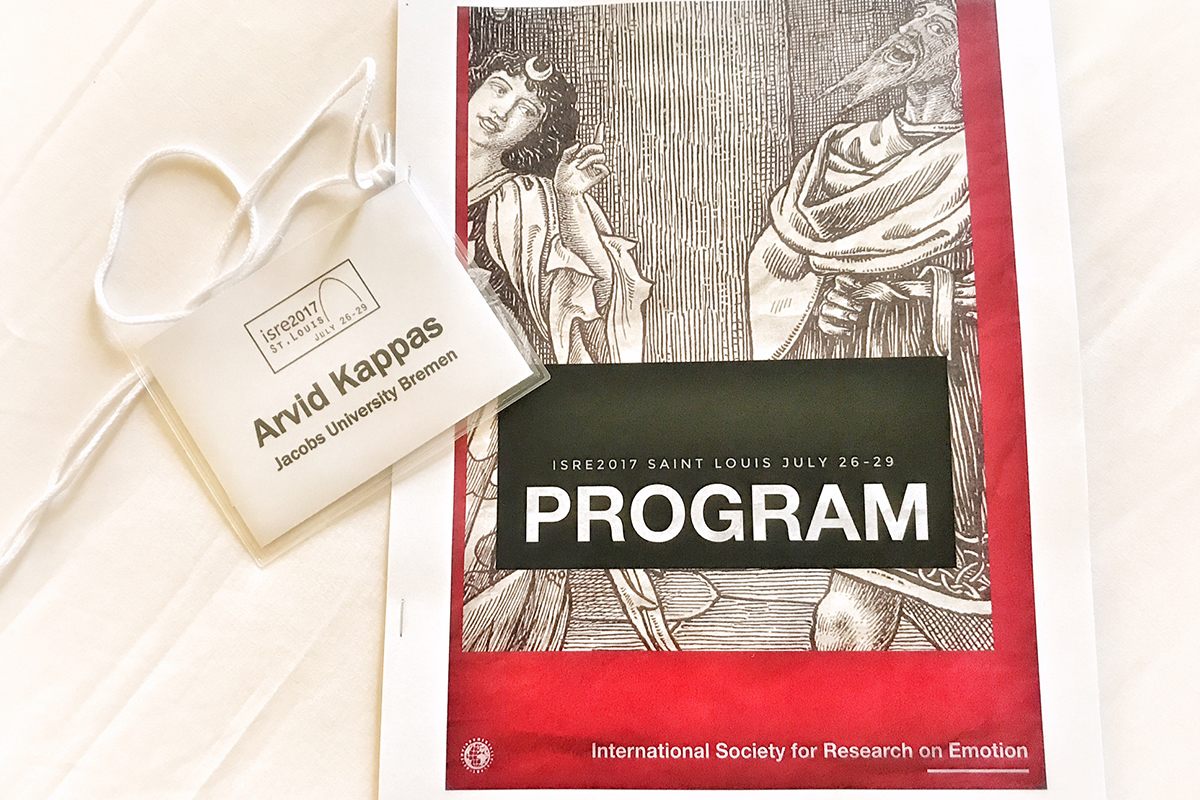 isre2017
ST. LOUIS
JULY 26-29
Arvid Kappas
Jacobs University Bremen
ISRE2017 SAINT LOUIS JULY 26-29
PROGRAM
International Society for Research on Emotion